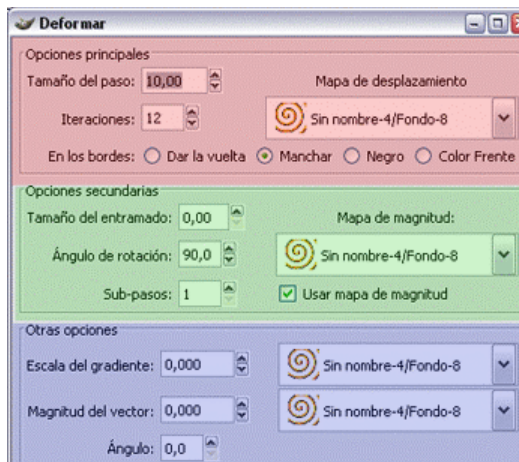 Deformar
Opciones principales
Tamaño del paso: 10,00
Mapa de desplazamiento
Iteraciones: 12
Sin nombre-4/Fondo-8
En los bordes: Dar la vuelta Manchar Negro Color Frente
Opciones secundarias
Tamaño del entramado: 0,00
Mapa de magnitud:
Ángulo de rotación: 90,0
Sin nombre-4/Fondo-8
Sub-pasos: 1
Usar mapa de magnitud
Otras opciones
Escala del gradiente: 0,000
Sin nombre-4/Fondo-8
Magnitud del vector: 0,000
Sin nombre-4/Fondo-8
Ángulo: 0,0